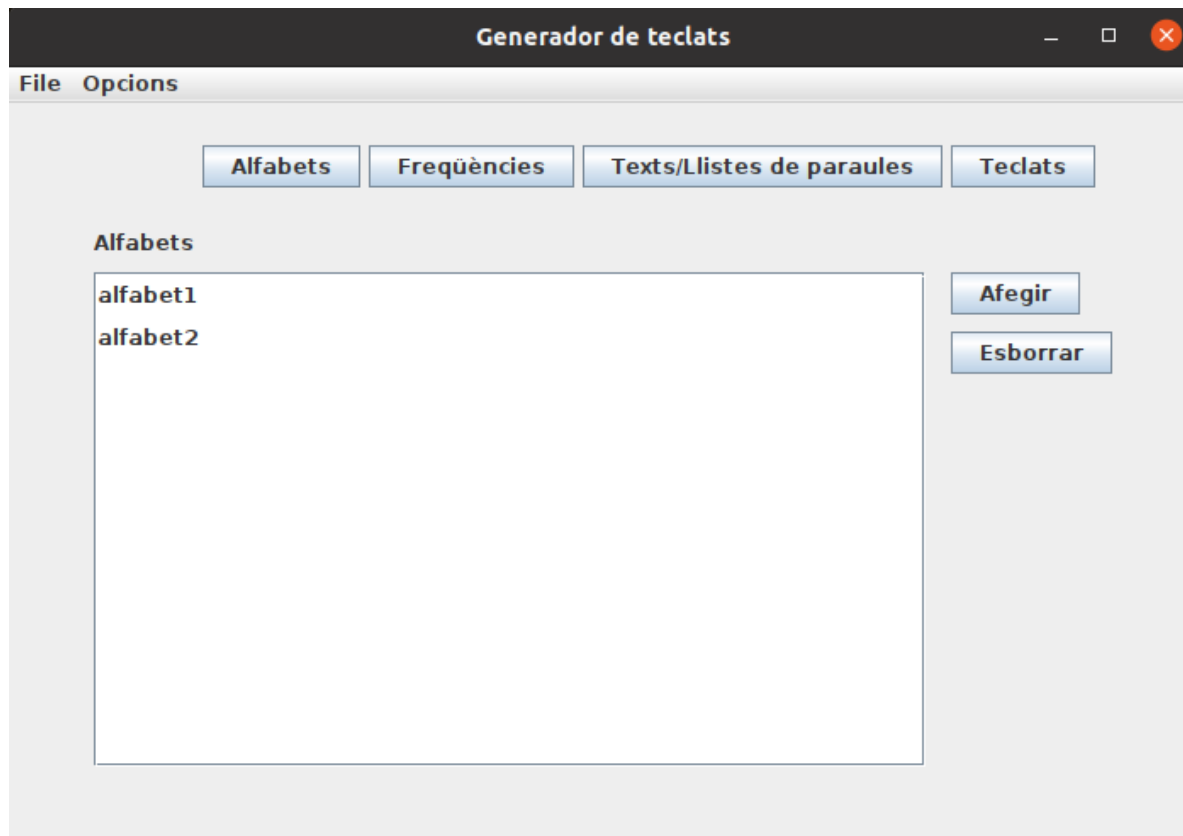 Generador de teclats
File Opcions
Alfabets Freqüències Texts/Llistes de paraules Teclats
Alfabets
alfabet1
Afegir
alfabet2
Esborrar